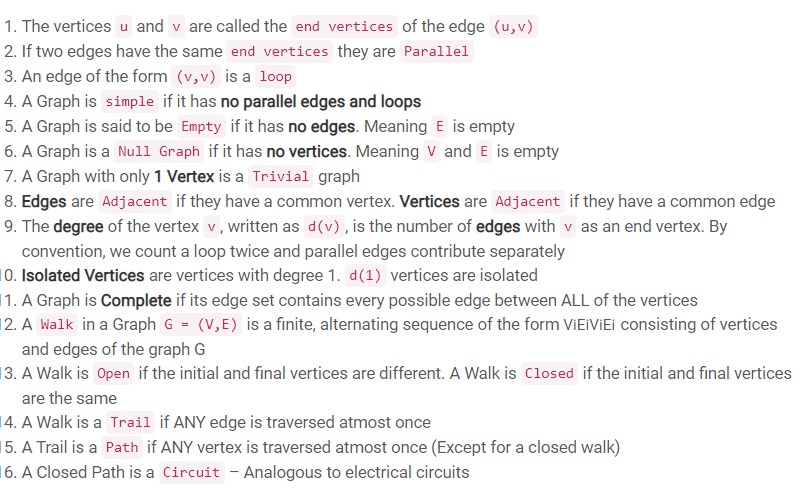 1. The vertices u and v are called the end vertices of the edge (u,v)
2. If two edges have the same end vertices they are Parallel
3. An edge of the form (v,v) is a loop
4. A Graph is simple if it has no parallel edges and loops
5. A Graph is said to be Empty if it has no edges. Meaning E is empty
6. A Graph is a Null Graph if it has no vertices. Meaning V and E is empty
7. A Graph with only 1 Vertex is a Trivial graph
8. Edges are Adjacent if they have a common vertex. Vertices are Adjacent if they have a common edge
9. The degree of the vertex v, written as d(v), is the number of edges with v as an end vertex. By
convention, we count a loop twice and parallel edges contribute separately
10. Isolated Vertices are vertices with degree 1. d(1) vertices are isolated
11. A Graph is Complete if its edge set contains every possible edge between ALL of the vertices
12. A Walk in a Graph G = (V,E) is a finite, alternating sequence of the form ViEiViEi consisting of vertices
and edges of the graph G
13. A Walk is Open if the initial and final vertices are different. A Walk is Closed if the initial and final vertices
are the same
14. A Walk is a Trail if ANY edge is traversed atmost once
15. A Trail is a Path if ANY vertex is traversed atmost once (Except for a closed walk)
16. A Closed Path is a Circuit – Analogous to electrical circuits